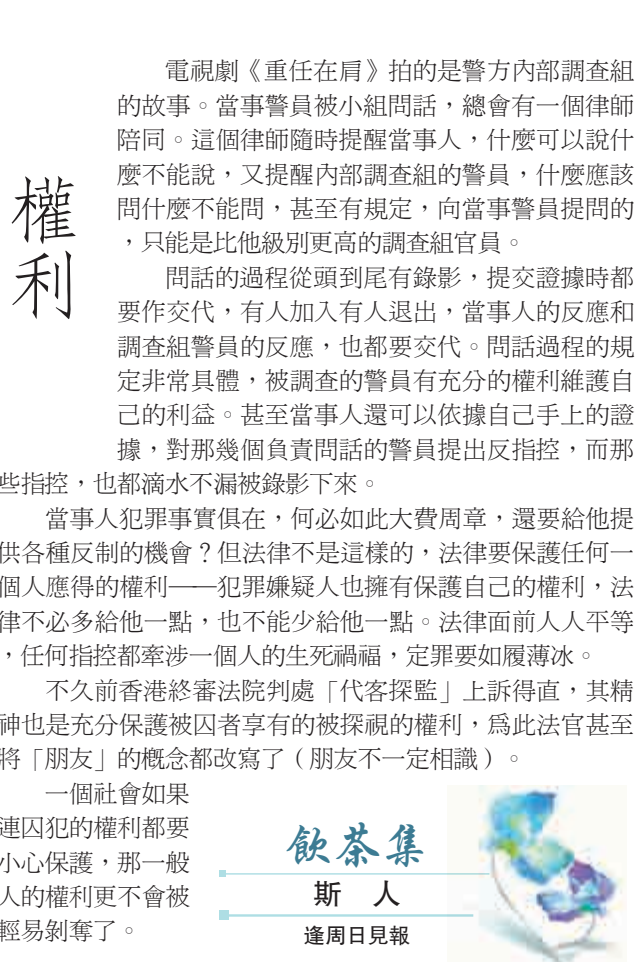 權利
電視劇《重任在肩》拍的是警方內部調查組
的故事。當事警員被小組問話，總會有一個律師
陪同。這個律師隨時提醒當事人，什麼可以說什
麼不能說，又提醒內部調查組的警員，什麼應該
問什麼不能問，甚至有規定，向當事警員提問的
，只能是比他級別更高的調查組官員。
問話的過程從頭到尾有錄影，提交證據時都
要作交代，有人加入有人退出，當事人的反應和
調查組警員的反應，也都要交代。問話過程的規
定非常具體，被調查的警員有充分的權利維護自
己的利益。甚至當事人還可以依據自己手上的證
據，對那幾個負責問話的警員提出反指控，而那
些指控，也都滴水不漏被錄影下來。
當事人犯罪事實俱在，何必如此大費周章，還要給他提
供各種反制的機會？但法律不是這樣的，法律要保護任何一
個人應得的權利——犯罪嫌疑人也擁有保護自己的權利，法
律不必多給他一點，也不能少給他一點。法律面前人人平等
，任何指控都牽涉一個人的生死禍福，定罪要如履薄冰。
不久前香港終審法院判處「代客探監」上訴得直，其精
神也是充分保護被囚者享有的被探視的權利，爲此法官甚至
將「朋友」的概念都改寫了（朋友不一定相識）。
一個社會如果
連囚犯的權利都要
小心保護，那一般
人的權利更不會被
輕易剝奪了。
飲茶集
斯　人
逢周日見報